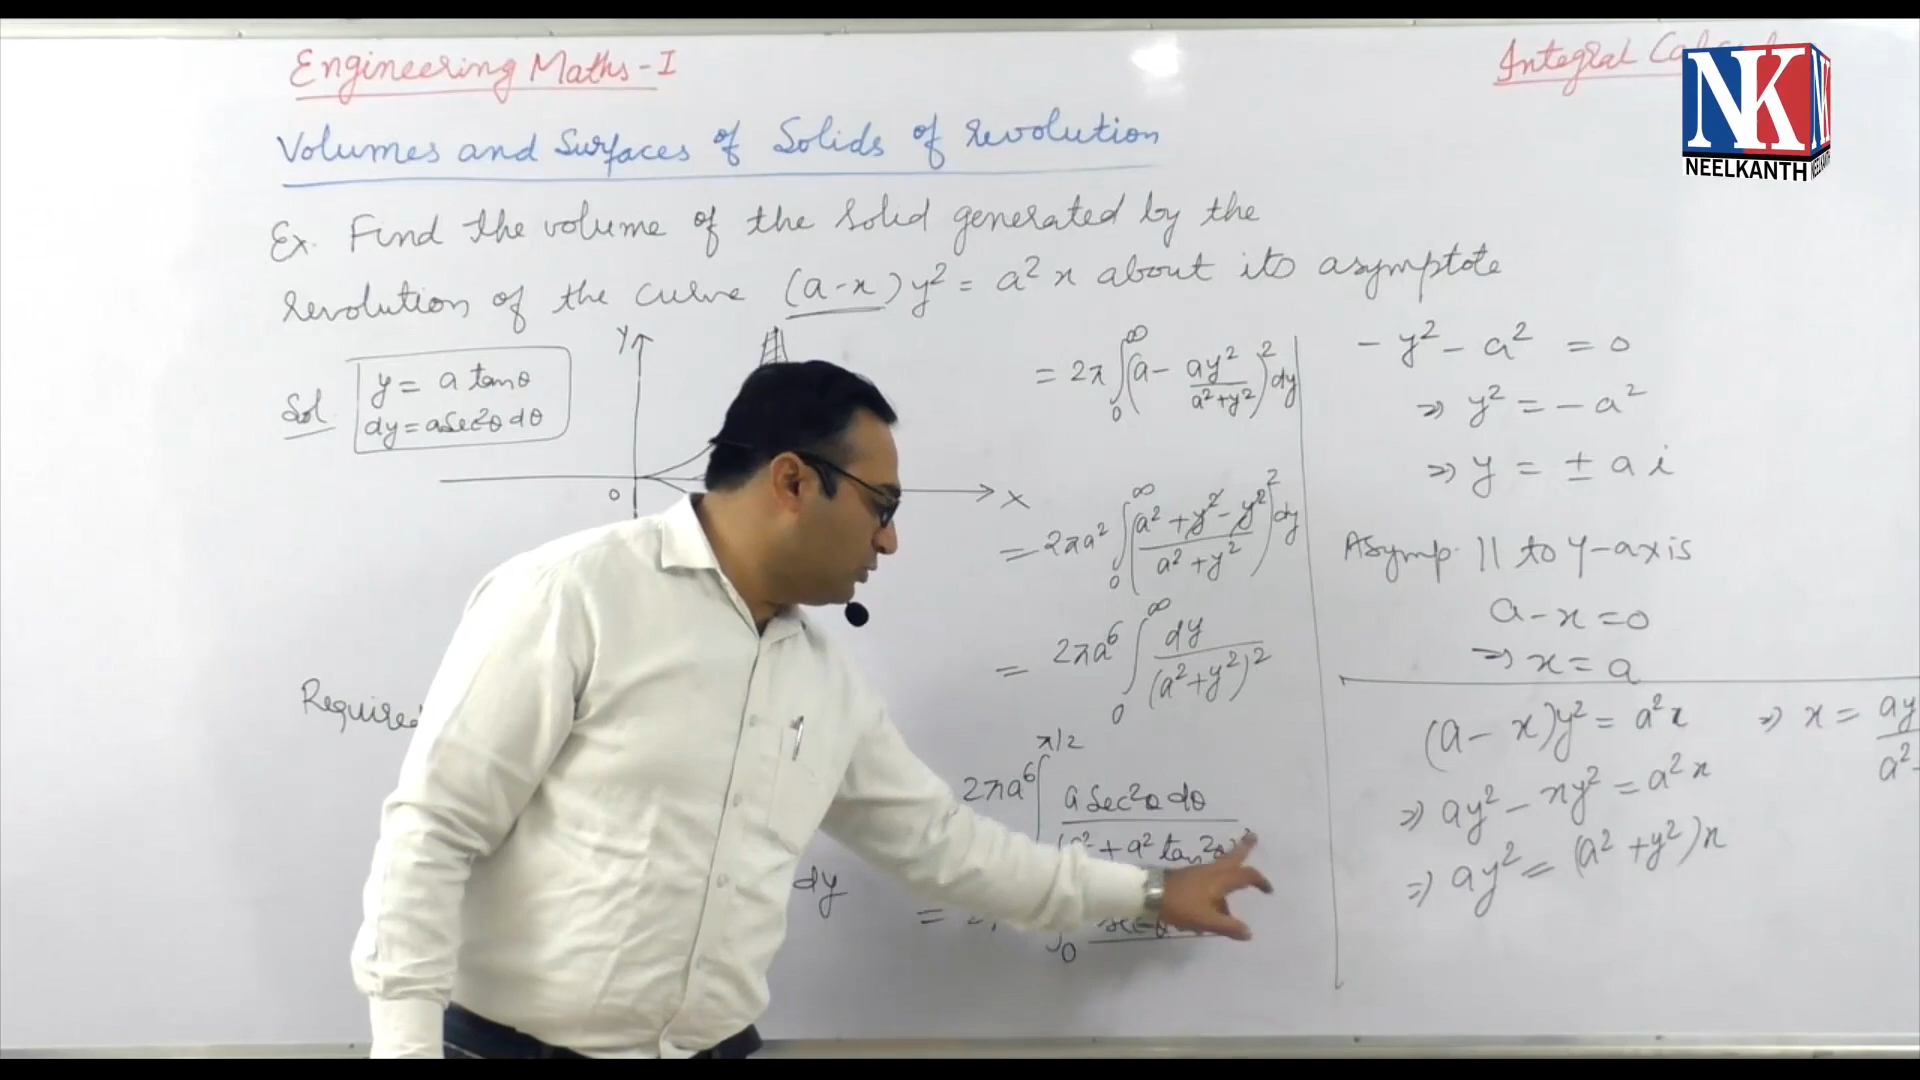 Engineering Maths-I
Integral
NK
NEELKANTH
Volumes and Surfaces of Solids of revolution
Ex. Find the volume of the solid generated by the
revolution of the curve (a-x)y² = a²x about its asymptote
Sol
y = a tanθ
dy = a sec²θ dθ
Y
O
X
Required
dy
= 2π ∫₀^∞ (a - ay²/(a²+y²))² dy
= 2πa² ∫₀^∞ ((a²+y²-y²)/(a²+y²))² dy
= 2πa⁶ ∫₀^∞ dy/(a²+y²)²
2πa⁶ ∫^π/2 a sec²θ dθ
+ a² tan²θ)
=
0
- y² - a² = 0
⇒ y² = -a²
⇒ y = ± a i
Asymp. || to Y-axis
a-x=0
⇒ x = a
(a-x)y² = a²x ⇒ x = ay
a²
⇒ ay² - xy² = a²x
⇒ ay² = (a²+y²)x